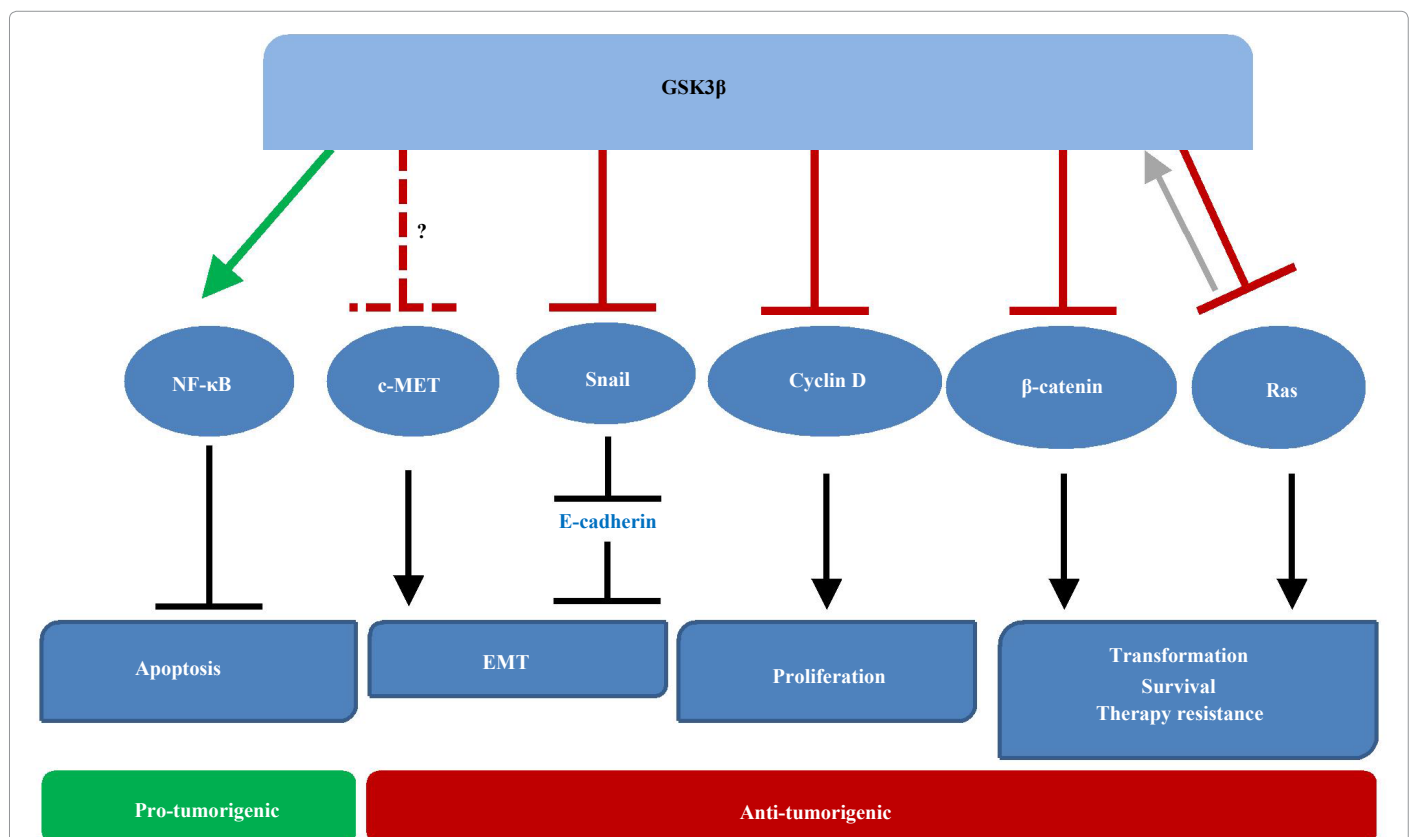 GSK3β
?
NF-κB
c-MET
Snail
Cyclin D
β-catenin
Ras
E-cadherin
Apoptosis
EMT
Proliferation
Transformation
Survival
Therapy resistance
Pro-tumorigenic
Anti-tumorigenic